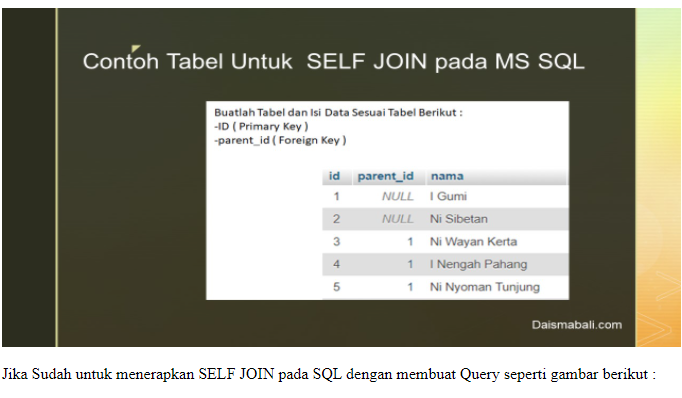 Contoh Tabel Untuk SELF JOIN pada MS SQL
Buatlah Tabel dan Isi Data Sesuai Tabel Berikut :
-ID ( Primary Key )
-parent_id ( Foreign Key )
id parent_id nama
1 NULL I Gumi
2 NULL Ni Sibetan
3 1 Ni Wayan Kerta
4 1 I Nengah Pahang
5 1 Ni Nyoman Tunjung
Daismabali.com
Jika Sudah untuk menerapkan SELF JOIN pada SQL dengan membuat Query seperti gambar berikut :